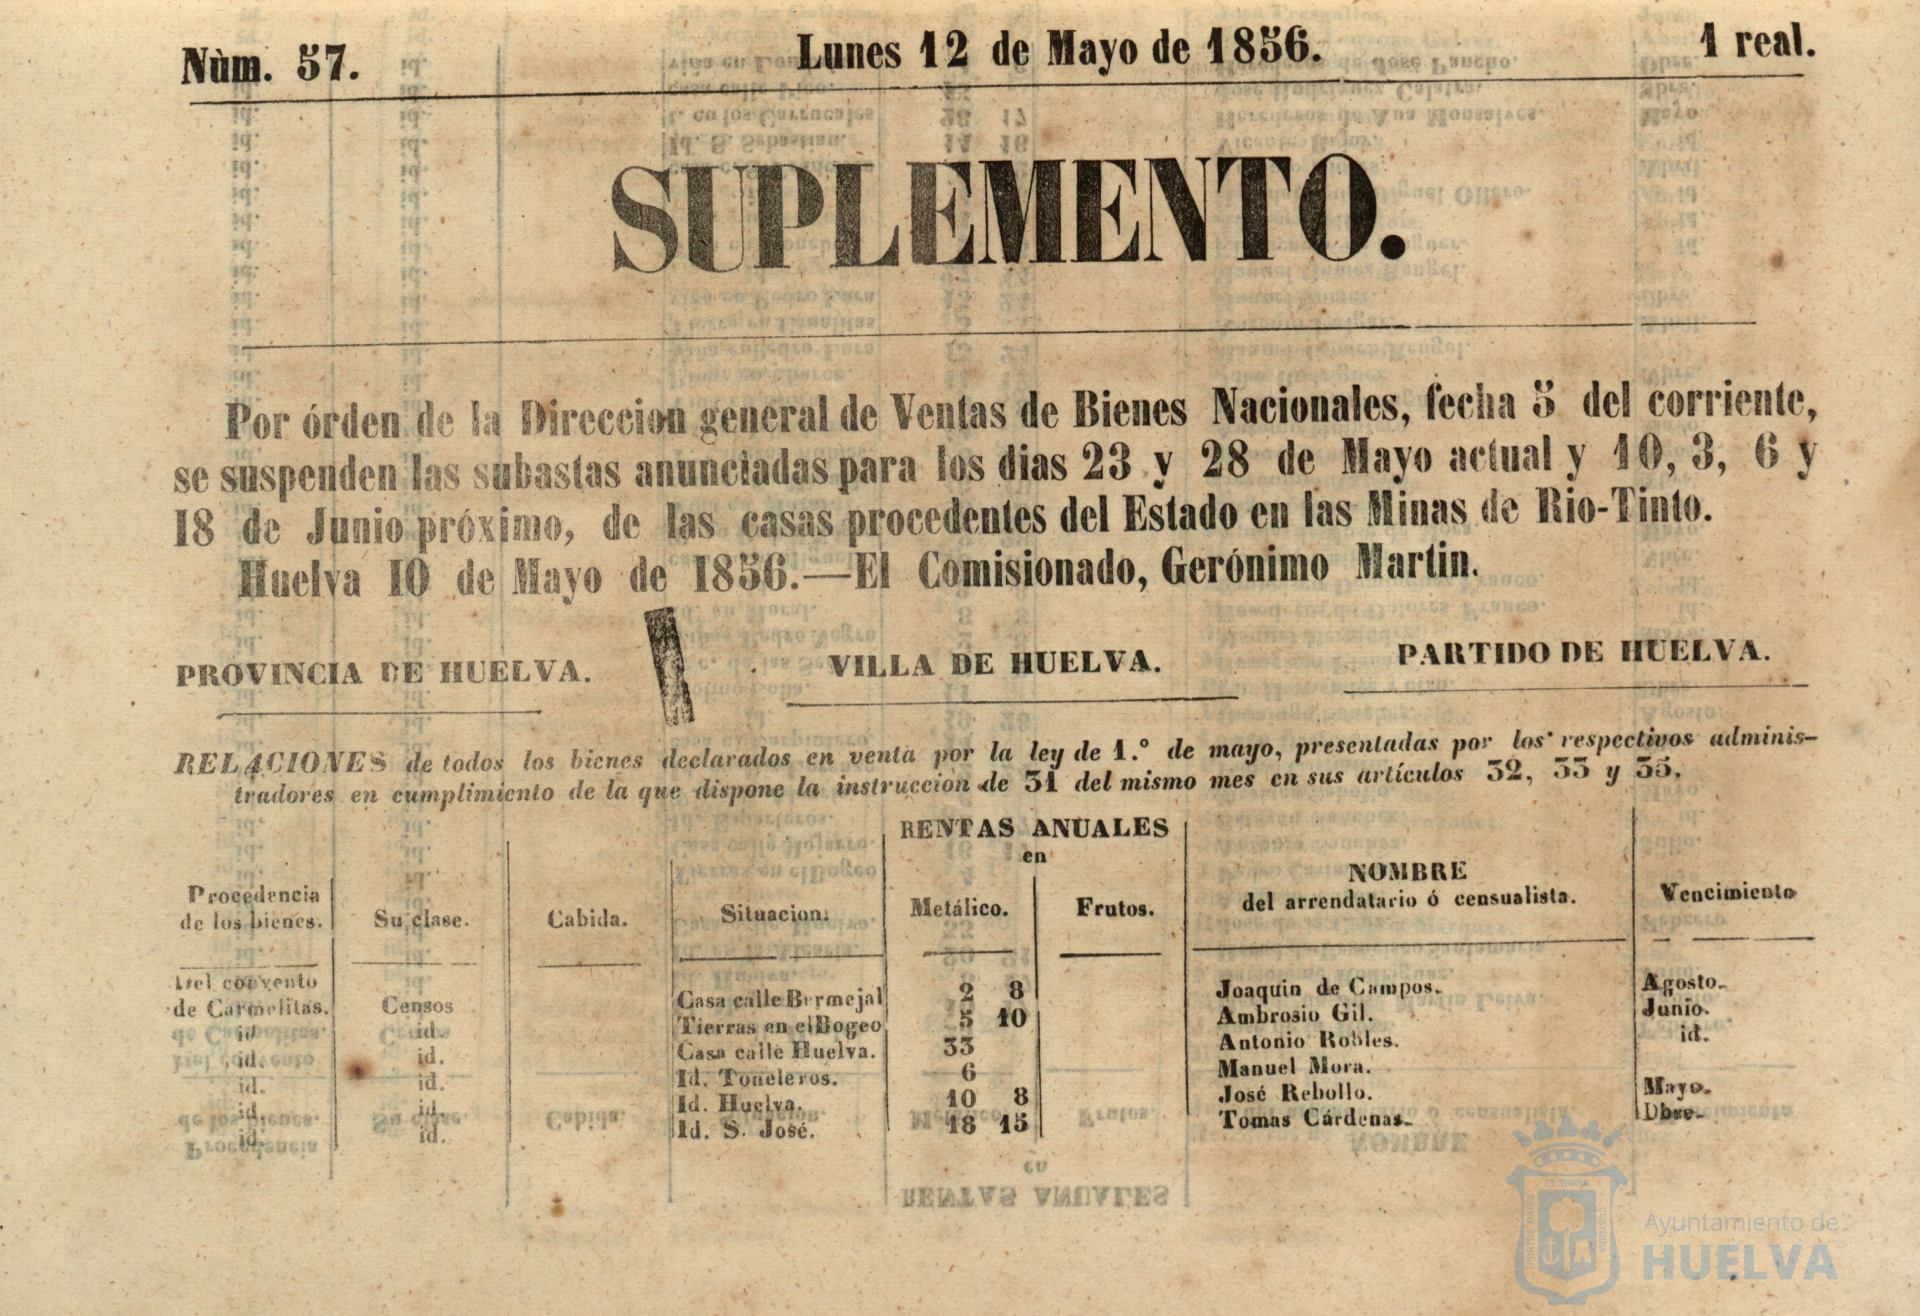 Nùm. 57. Lunes 12 de Mayo de 1856. 1 real.
SUPLEMENTO.
Por órden de la Direccion general de Ventas de Bienes Nacionales, fecha 5 del corriente,
se suspenden las subastas anunciadas para los dias 23 y 28 de Mayo actual y 10, 3, 6 y
18 de Junio próximo, de las casas procedentes del Estado en las Minas de Rio-Tinto.
Huelva 10 de Mayo de 1856.—El Comisionado, Gerónimo Martin.
PROVINCIA DE HUELVA. VILLA DE HUELVA. PARTIDO DE HUELVA.
RELACIONES de todos los bienes declarados en venta por la ley de 1.º de mayo, presentadas por los respectivos adminis-
tradores en cumplimiento de la que dispone la instruccion de 31 del mismo mes en sus artículos 32, 33 y 35.
RENTAS ANUALES
en
Procedencia
de los bienes. Su clase. Cabida. Situacion. Metálico. Frutos. NOMBRE
del arrendatario ó censualista. Vencimiento
Del convento
de Carmelitas. Censos Casa calle Bermejal 2 8 Joaquin de Campos. Agosto.
id. id. Tierras en el Bogeo 5 10 Ambrosio Gil. Junio.
id. id. Casa calle Huelva. 33 Antonio Robles. id.
id. id. Id. Toneleros. 6 Manuel Mora.
id. id. Id. Huelva. 10 8 José Rebollo. Mayo.
id. id. Id. S. José. 18 15 Tomas Cárdenas. Dbre.
Ayuntamiento de
HUELVA